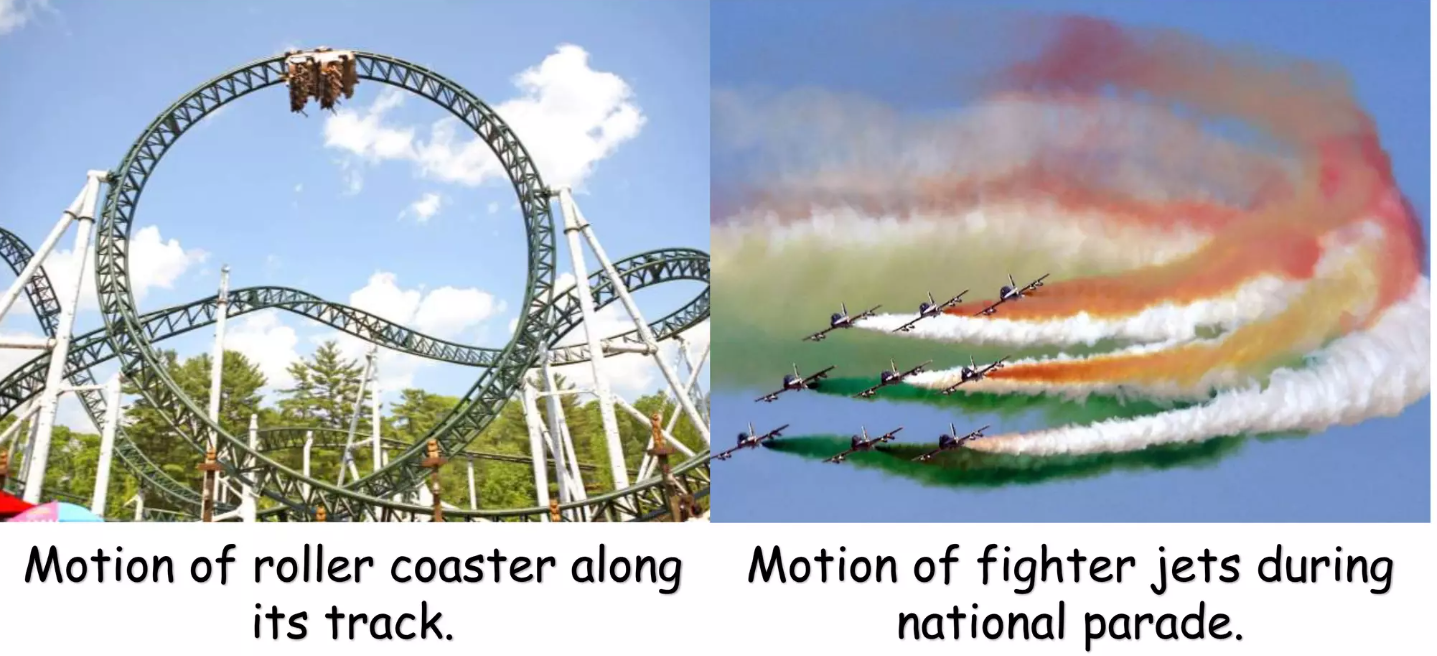 Motion of roller coaster along
its track.
Motion of fighter jets during
national parade.